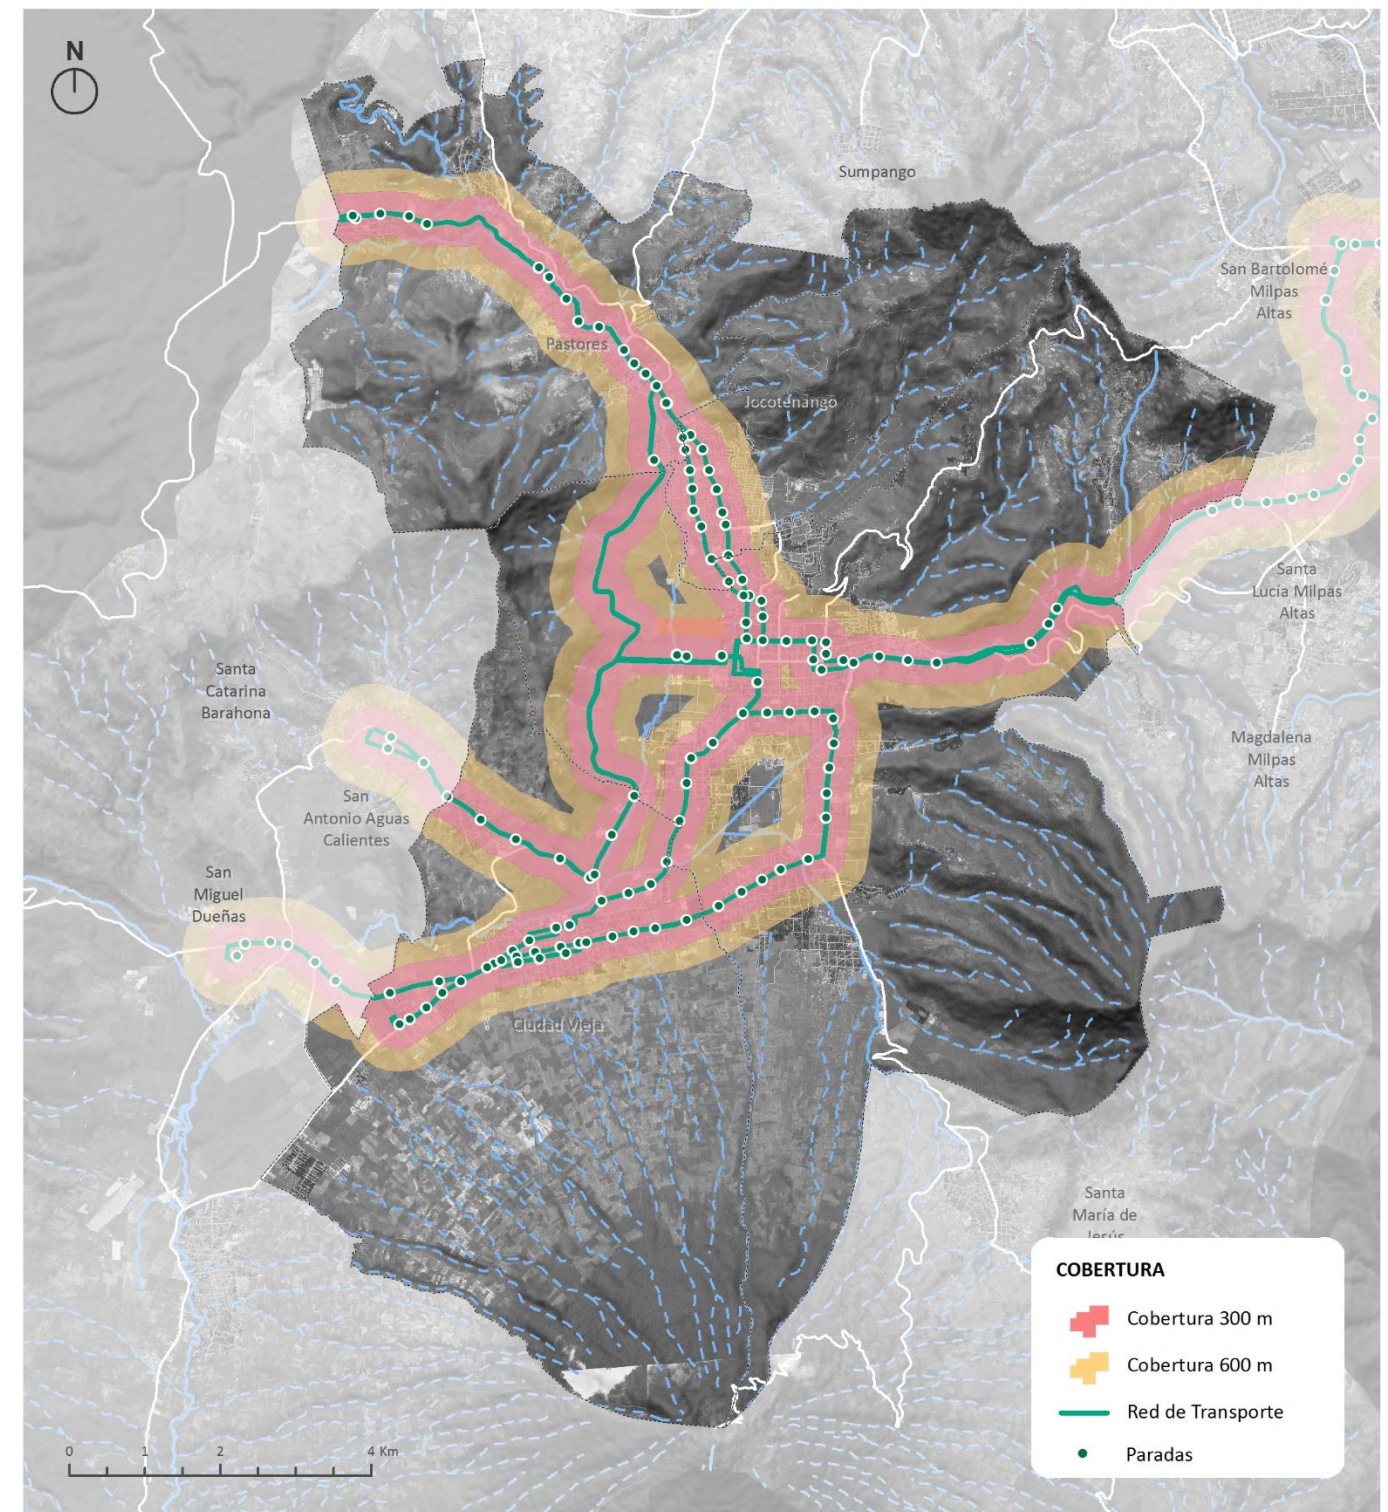 N
Sumpango
San Bartolomé
Milpas
Altas
Pastores
Jocotenango
Santa
Lucía Milpas
Altas
Santa
Catarina
Barahona
Magdalena
Milpas
Altas
San
Antonio Aguas
Calientes
San
Miguel
Dueñas
Ciudad Vieja
Santa
María de
Jesús
COBERTURA
Cobertura 300 m
Cobertura 600 m
Red de Transporte
Paradas
0 1 2 4 Km